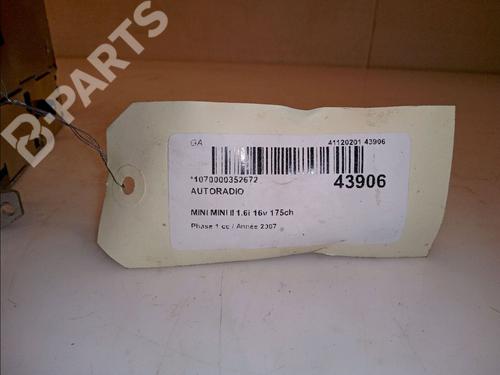 B-PARTS
GA 41120201 43906
*1070000352672 43906
AUTORADIO
MINI MINI II 1.6i 16v 175ch
Phase 1 cc / Année 2007